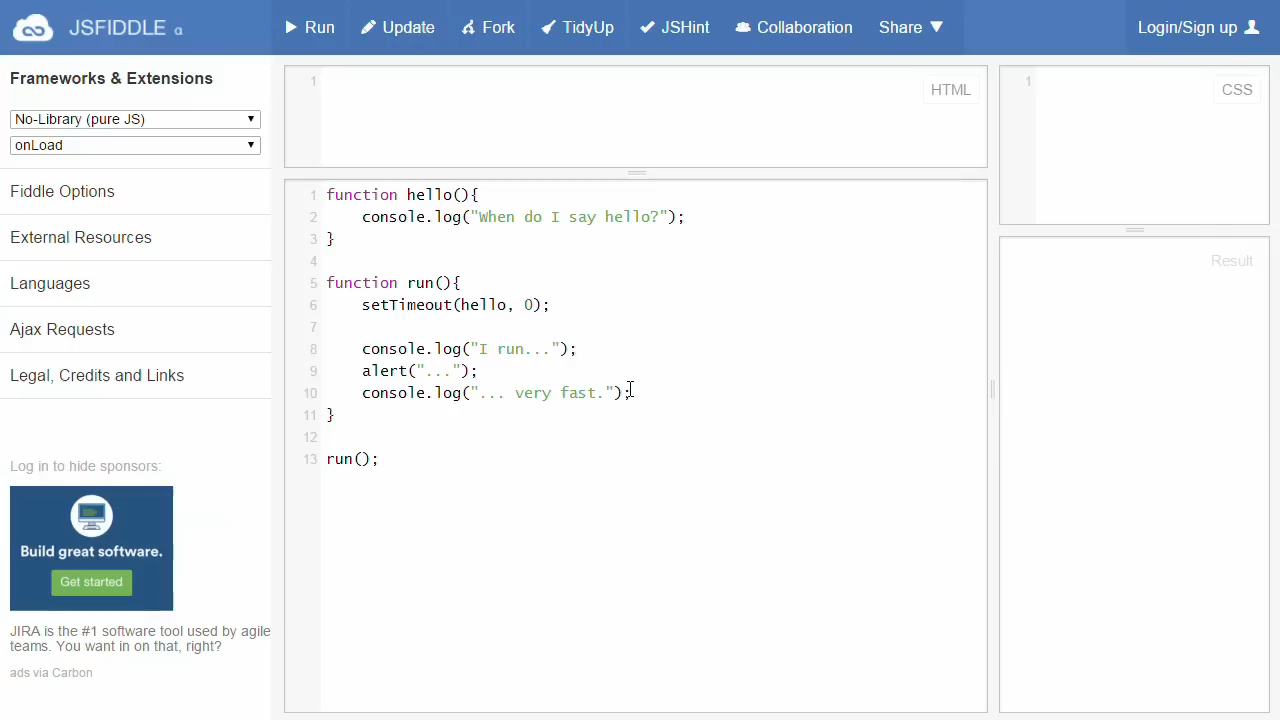 JSFIDDLE α
Run Update Fork TidyUp JSHint Collaboration Share ▼ Login/Sign up
Frameworks & Extensions
No-Library (pure JS)
onLoad
Fiddle Options
External Resources
Languages
Ajax Requests
Legal, Credits and Links
Log in to hide sponsors:
Build great software.
Get started
JIRA is the #1 software tool used by agile
teams. You want in on that, right?
ads via Carbon
1
HTML
1 function hello(){
2 console.log("When do I say hello?");
3 }
4
5 function run(){
6 setTimeout(hello, 0);
7
8 console.log("I run...");
9 alert("...");
10 console.log("... very fast.");
11 }
12
13 run();
1
CSS
Result